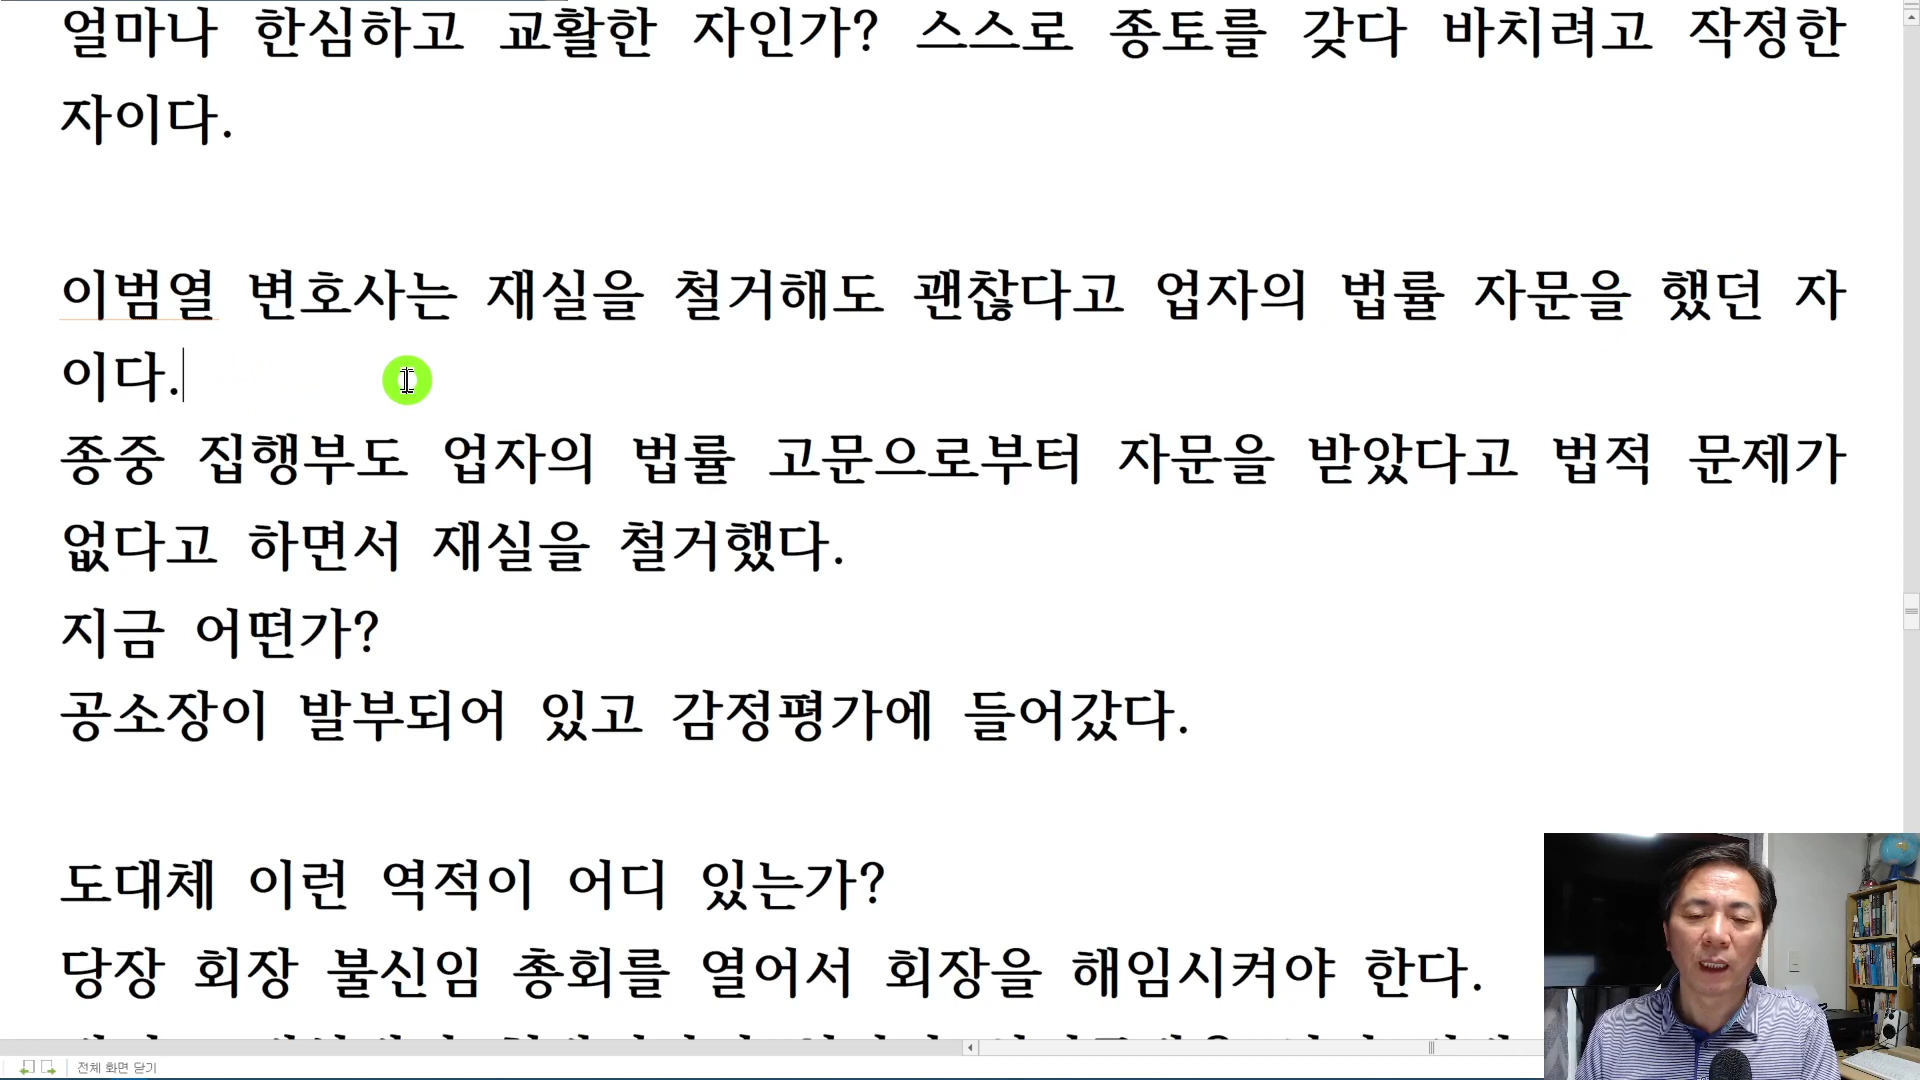 얼마나 한심하고 교활한 자인가? 스스로 종토를 갖다 바치려고 작정한
자이다.
이범열 변호사는 재실을 철거해도 괜찮다고 업자의 법률 자문을 했던 자
이다.
종중 집행부도 업자의 법률 고문으로부터 자문을 받았다고 법적 문제가
없다고 하면서 재실을 철거했다.
지금 어떤가?
공소장이 발부되어 있고 감정평가에 들어갔다.
도대체 이런 역적이 어디 있는가?
당장 회장 불신임 총회를 열어서 회장을 해임시켜야 한다.
전체 화면 닫기